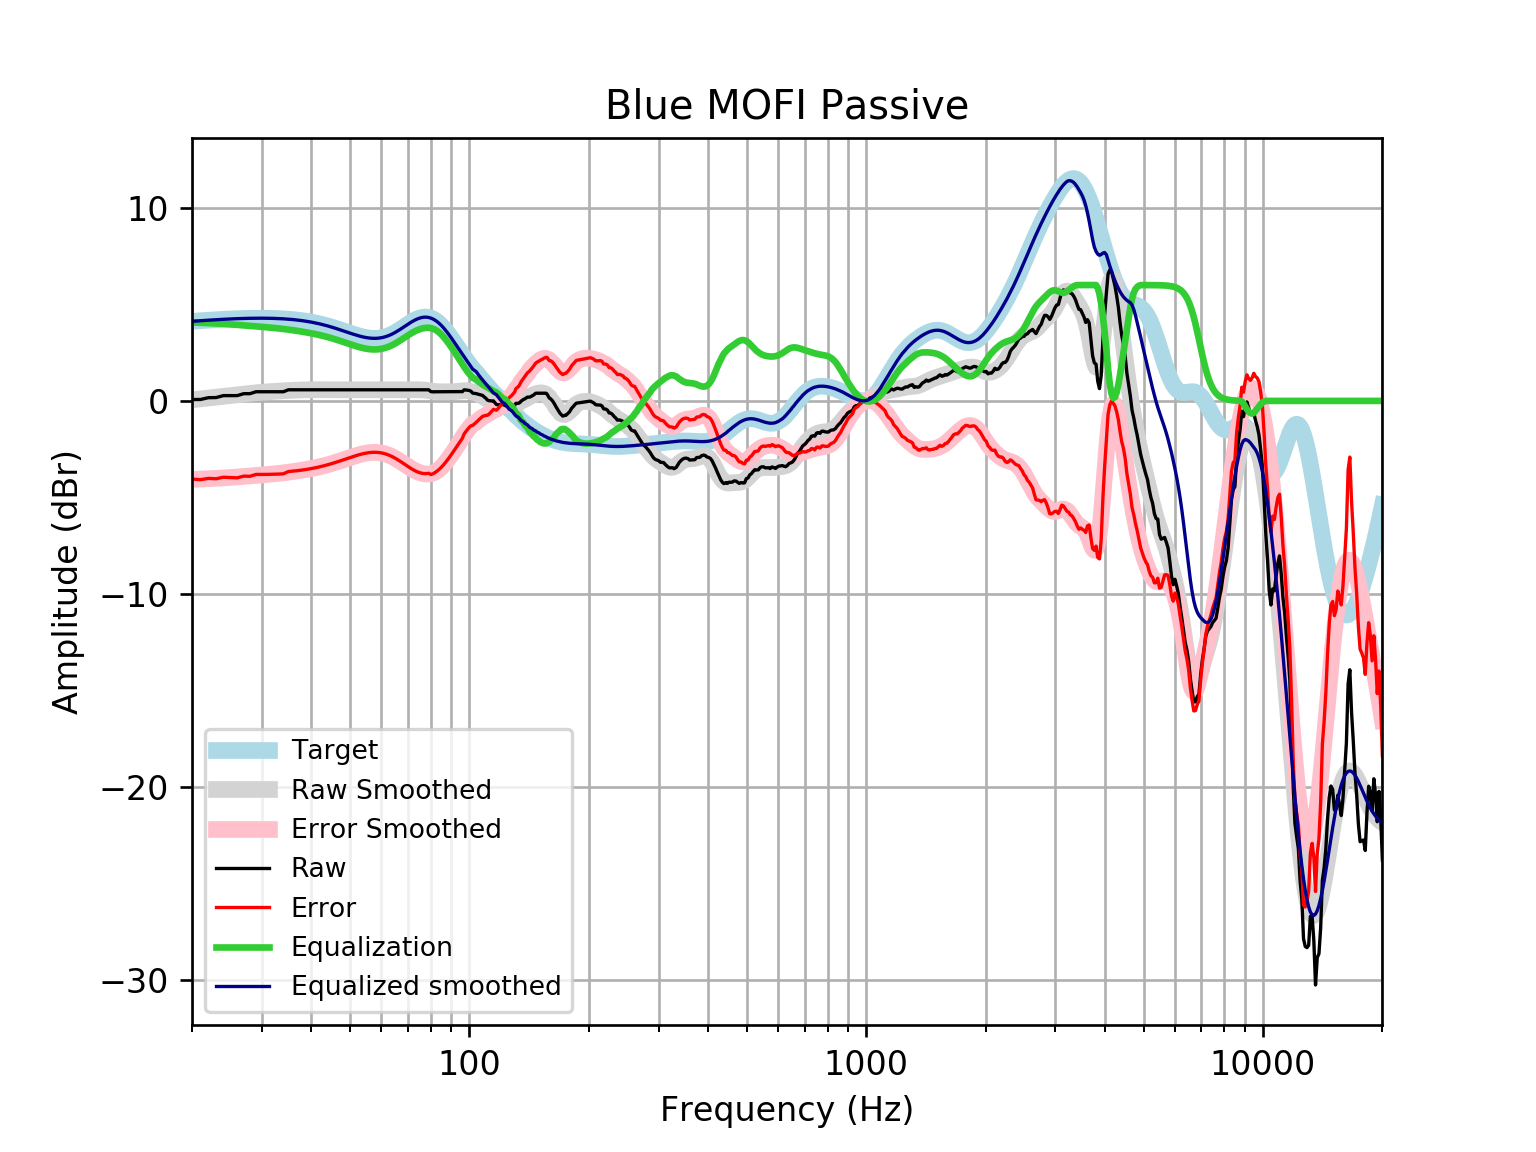 Blue MOFI Passive
10
0
−10
−20
−30
Amplitude (dBr)
Target
Raw Smoothed
Error Smoothed
Raw
Error
Equalization
Equalized smoothed
100
1000
10000
Frequency (Hz)